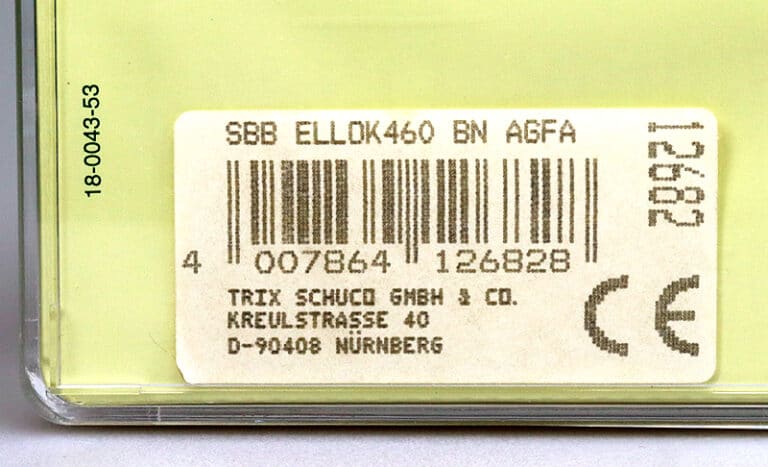 18-0043-53
SBB ELLOK460 BN AGFA
12682
4 007864 126828
TRIX SCHUCO GMBH & CO.
KREULSTRASSE 40
D-90408 NÜRNBERG
CE